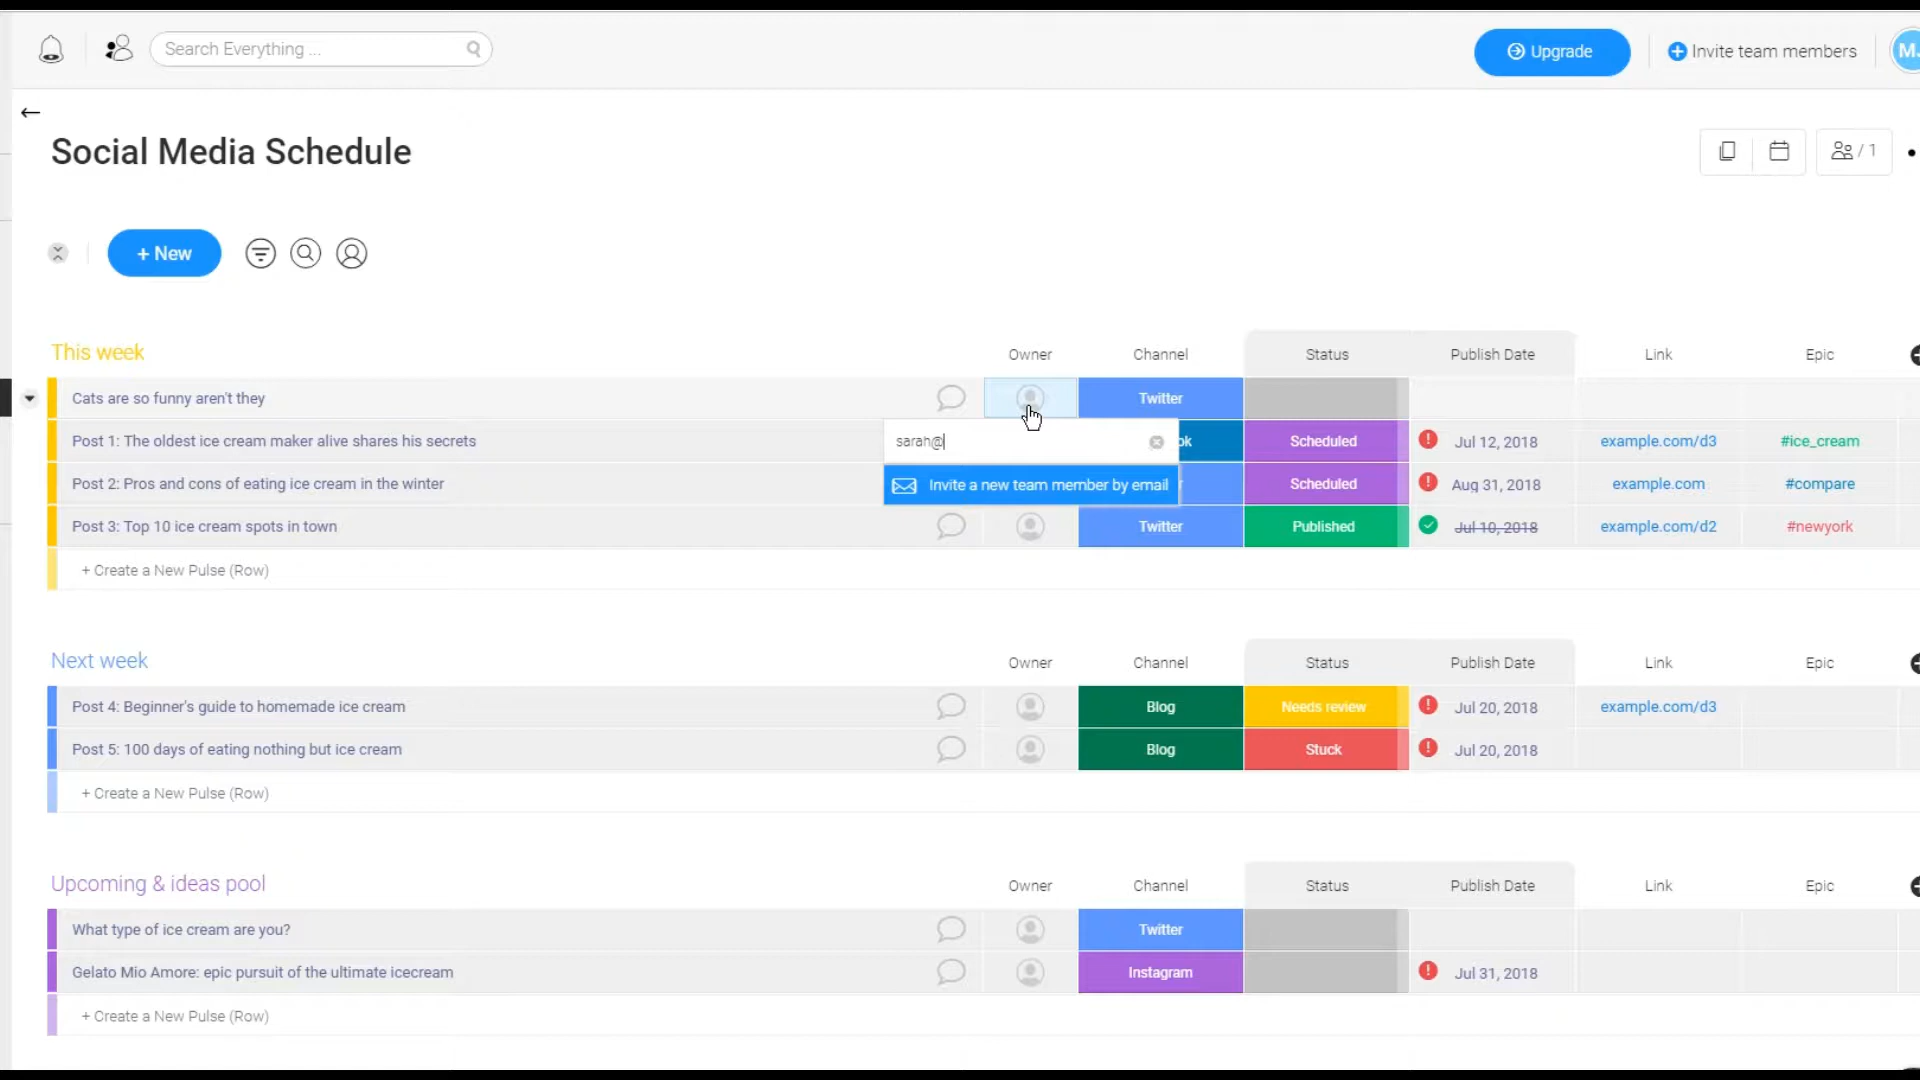 Search Everything ...
Upgrade
Invite team members
Social Media Schedule
/ 1
+ New
This week Owner Channel Status Publish Date Link Epic
Cats are so funny aren't they Twitter
Post 1: The oldest ice cream maker alive shares his secrets sarah@ ok Scheduled Jul 12, 2018 example.com/d3 #ice_cream
Post 2: Pros and cons of eating ice cream in the winter Invite a new team member by email Scheduled Aug 31, 2018 example.com #compare
Post 3: Top 10 ice cream spots in town Twitter Published Jul 10, 2018 example.com/d2 #newyork
+ Create a New Pulse (Row)
Next week Owner Channel Status Publish Date Link Epic
Post 4: Beginner's guide to homemade ice cream Blog Needs review Jul 20, 2018 example.com/d3
Post 5: 100 days of eating nothing but ice cream Blog Stuck Jul 20, 2018
+ Create a New Pulse (Row)
Upcoming & ideas pool Owner Channel Status Publish Date Link Epic
What type of ice cream are you? Twitter
Gelato Mio Amore: epic pursuit of the ultimate icecream Instagram Jul 31, 2018
+ Create a New Pulse (Row)